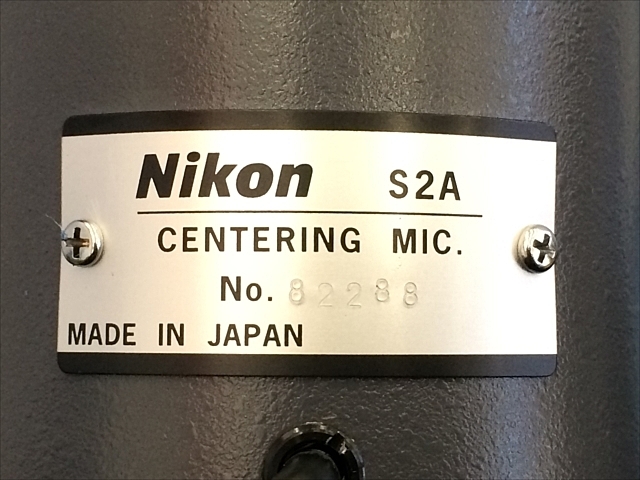 Nikon S2A
CENTERING MIC.
No. 82288
MADE IN JAPAN